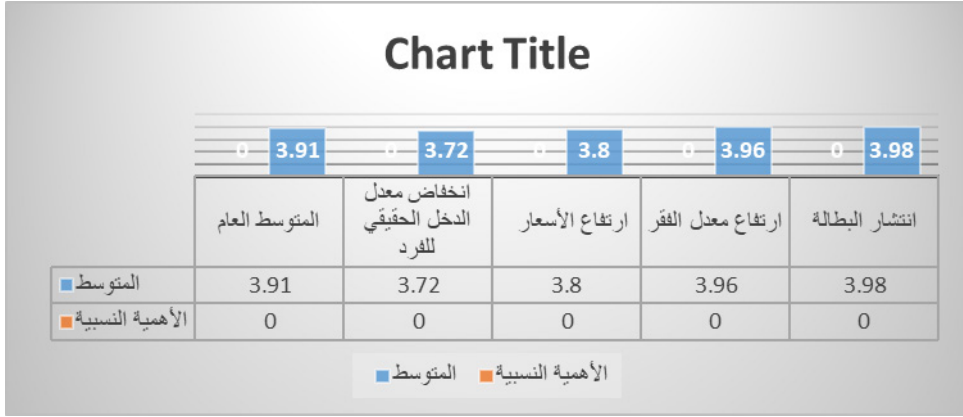 Chart Title
0 3.91 0 3.72 0 3.8 0 3.96 0 3.98
المتوسط العام
انخفاض معدل
الدخل الحقيقي
للفرد
ارتفاع الأسعار
ارتفاع معدل الفقر
انتشار البطالة
المتوسط 3.91 3.72 3.8 3.96 3.98
الأهمية النسبية 0 0 0 0 0
المتوسط الأهمية النسبية